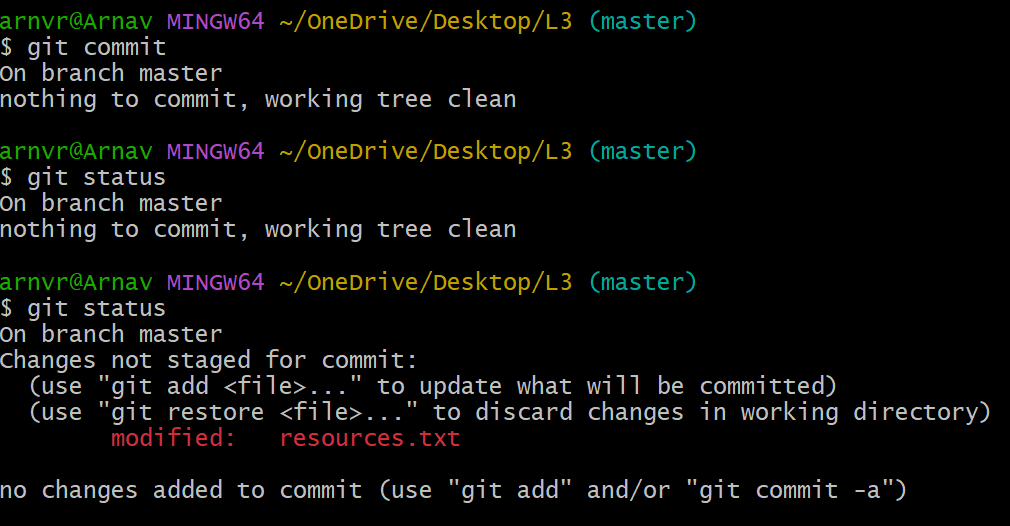 arnvr@Arnav MINGW64 ~/OneDrive/Desktop/L3 (master)
$ git commit
On branch master
nothing to commit, working tree clean
arnvr@Arnav MINGW64 ~/OneDrive/Desktop/L3 (master)
$ git status
On branch master
nothing to commit, working tree clean
arnvr@Arnav MINGW64 ~/OneDrive/Desktop/L3 (master)
$ git status
On branch master
Changes not staged for commit:
  (use "git add <file>..." to update what will be committed)
  (use "git restore <file>..." to discard changes in working directory)
        modified:   resources.txt
no changes added to commit (use "git add" and/or "git commit -a")